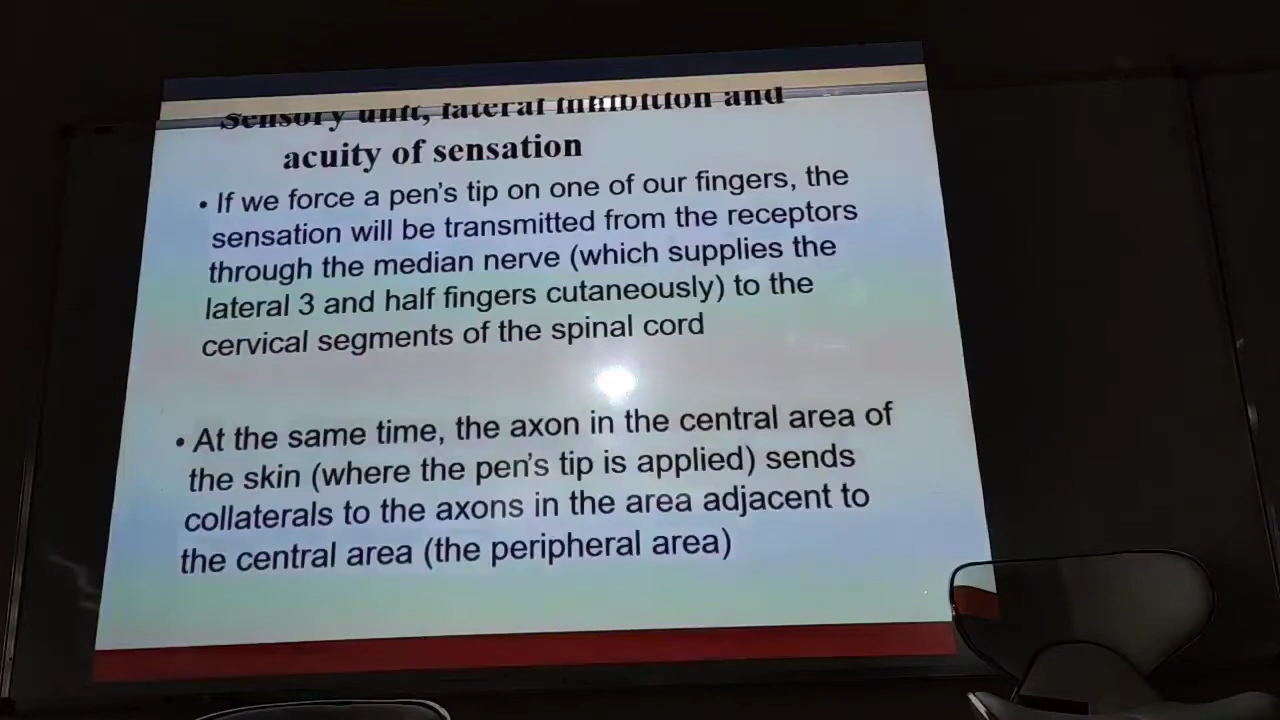 Sensory unit, lateral inhibition and
acuity of sensation
• If we force a pen's tip on one of our fingers, the
sensation will be transmitted from the receptors
through the median nerve (which supplies the
lateral 3 and half fingers cutaneously) to the
cervical segments of the spinal cord
• At the same time, the axon in the central area of
the skin (where the pen's tip is applied) sends
collaterals to the axons in the area adjacent to
the central area (the peripheral area)